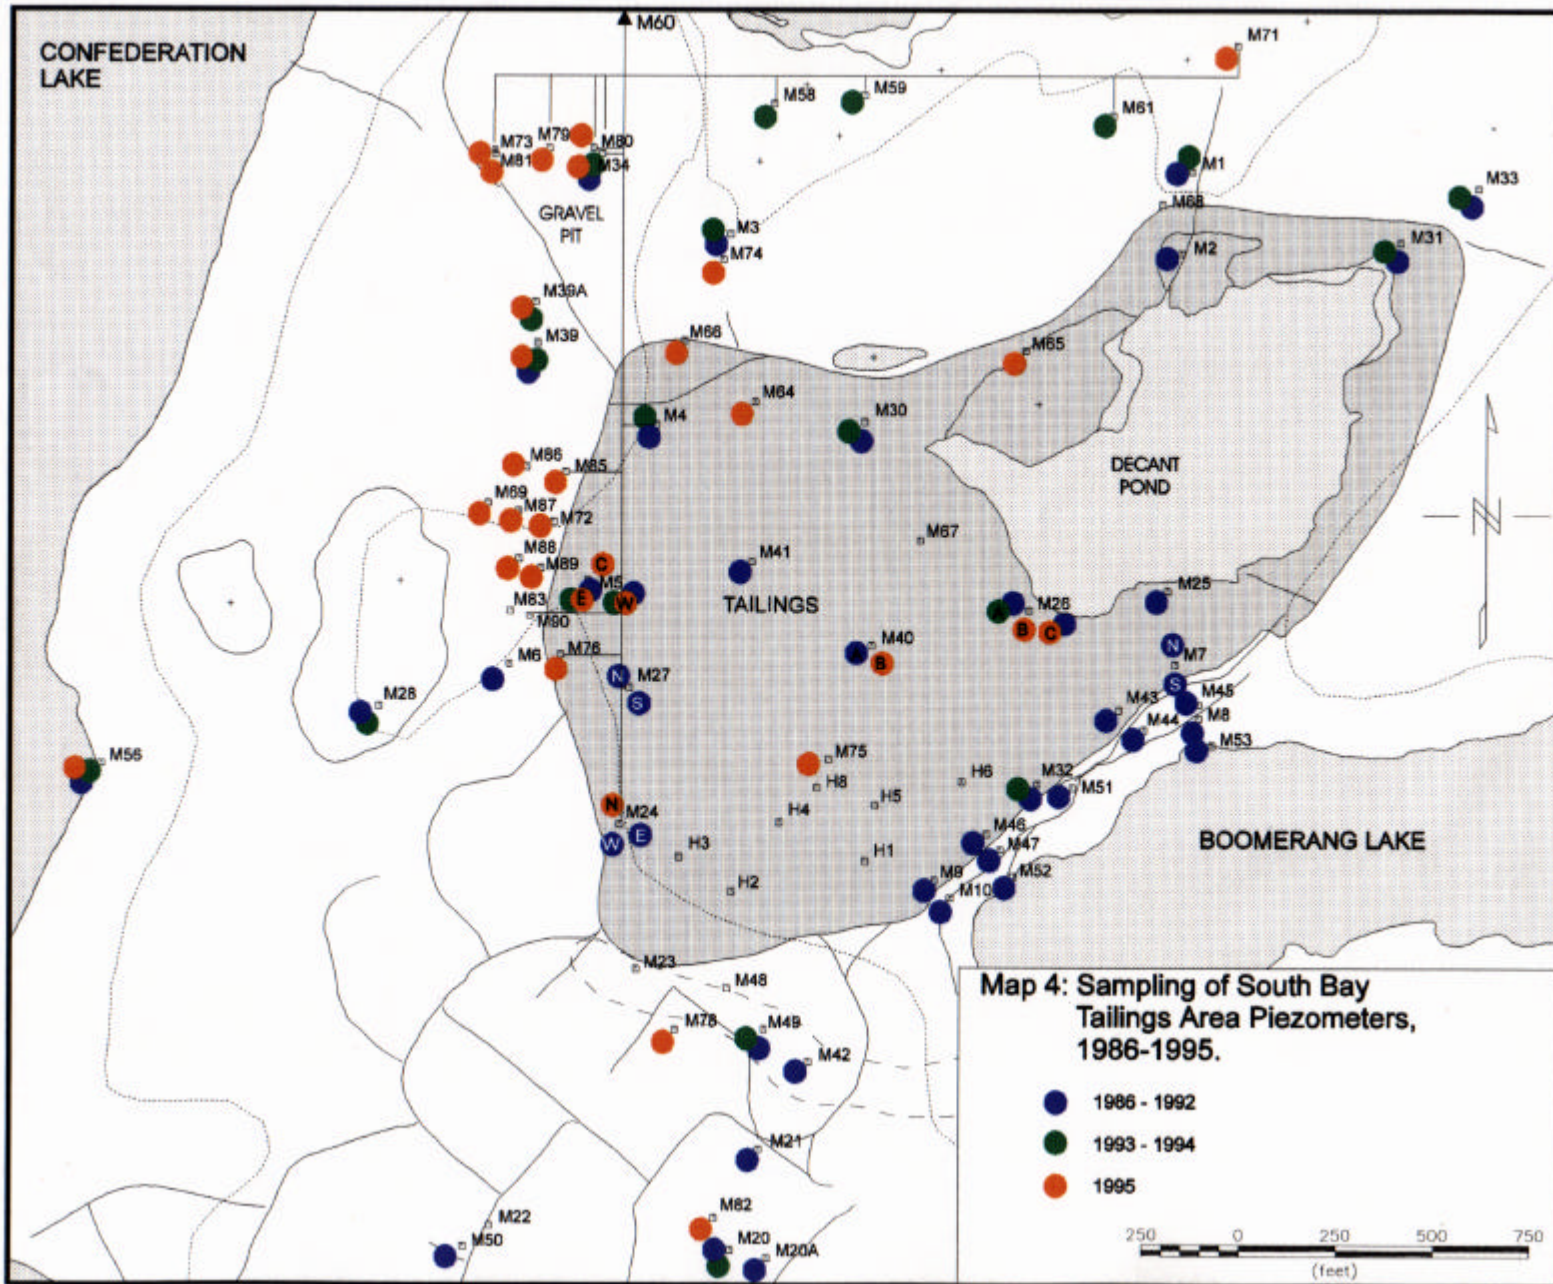 M60
CONFEDERATION
LAKE
M71
M58
M59
M61
M73
M79
M80
M81
M34
M1
M33
M68
GRAVEL
PIT
M3
M74
M2
M31
M39A
M39
M66
M65
M64
M4
M30
M86
M85
DECANT
POND
M69
M87
M72
M67
M88
M89
C
M5
M41
E
W
TAILINGS
M83
M90
M25
A
M26
B
C
M6
M76
A
M40
B
N
M7
N
M27
S
S
M28
M43
M45
M44
M8
M53
M56
M75
H8
H6
M32
M51
H5
N
M24
H4
W
E
M46
M47
BOOMERANG LAKE
H3
H1
M52
H2
M9
M10
M23
M48
Map 4: Sampling of South Bay
Tailings Area Piezometers,
1986-1995.
M78
M49
M42
1986 - 1992
1993 - 1994
M21
1995
M82
M22
M50
M20
M20A
N
250 0 250 500 750
(feet)